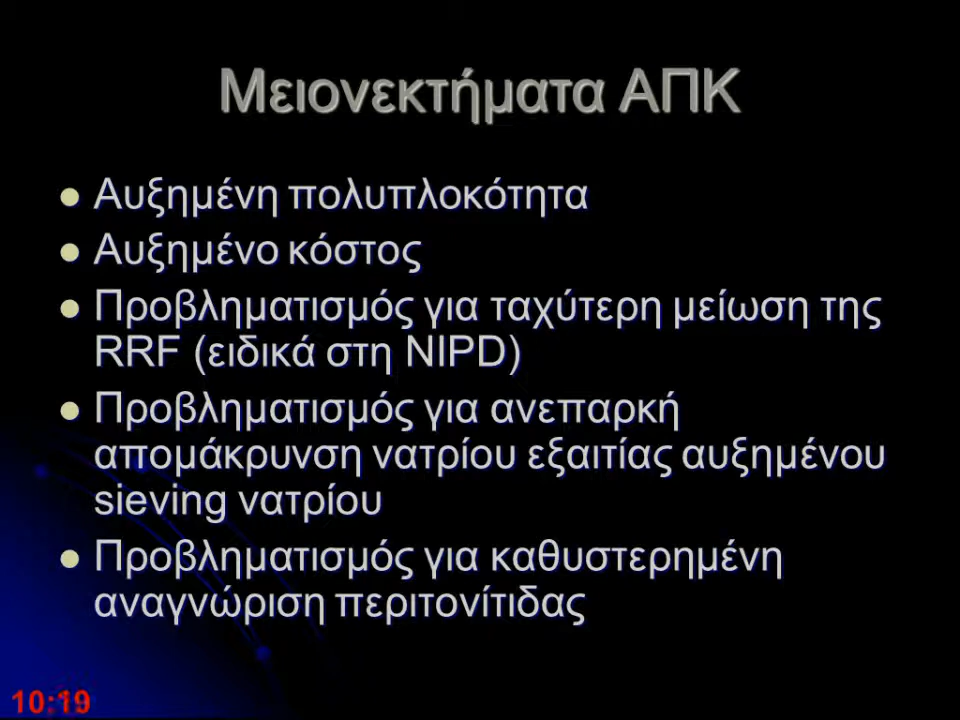 Μειονεκτήματα ΑΠΚ
Αυξημένη πολυπλοκότητα
Αυξημένο κόστος
Προβληματισμός για ταχύτερη μείωση της
RRF (ειδικά στη NIPD)
Προβληματισμός για ανεπαρκή
απομάκρυνση νατρίου εξαιτίας αυξημένου
sieving νατρίου
Προβληματισμός για καθυστερημένη
αναγνώριση περιτονίτιδας
10:19